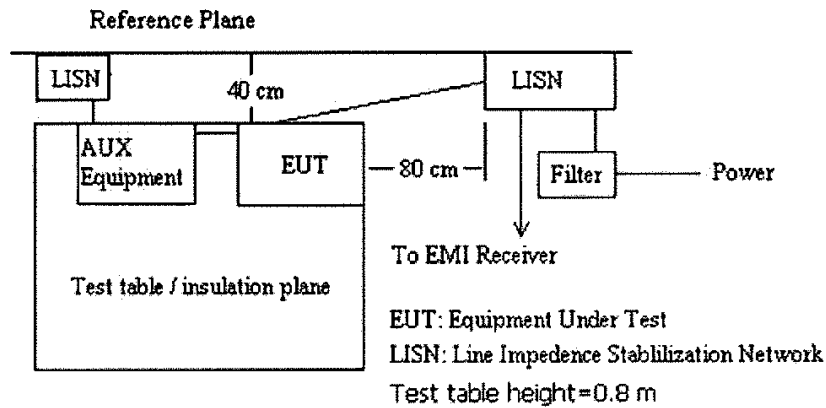 Reference Plane
LISN
40 cm
LISN
AUX
Equipment
EUT
80 cm
Filter
Power
To EMI Receiver
Test table / insulation plane
EUT: Equipment Under Test
LISN: Line Impedence Stablilization Network
Test table height=0.8 m